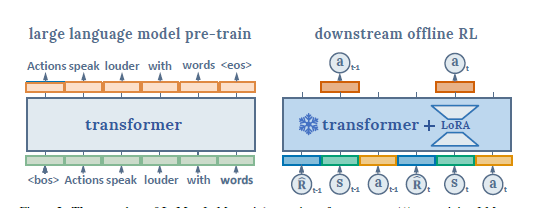 large language model pre-train
Actions speak louder with words <eos>
transformer
<bos> Actions speak louder with words
downstream offline RL
a t-1 a t
transformer + LoRA
R̂ t-1 s t-1 a t-1 R̂ t s t a t